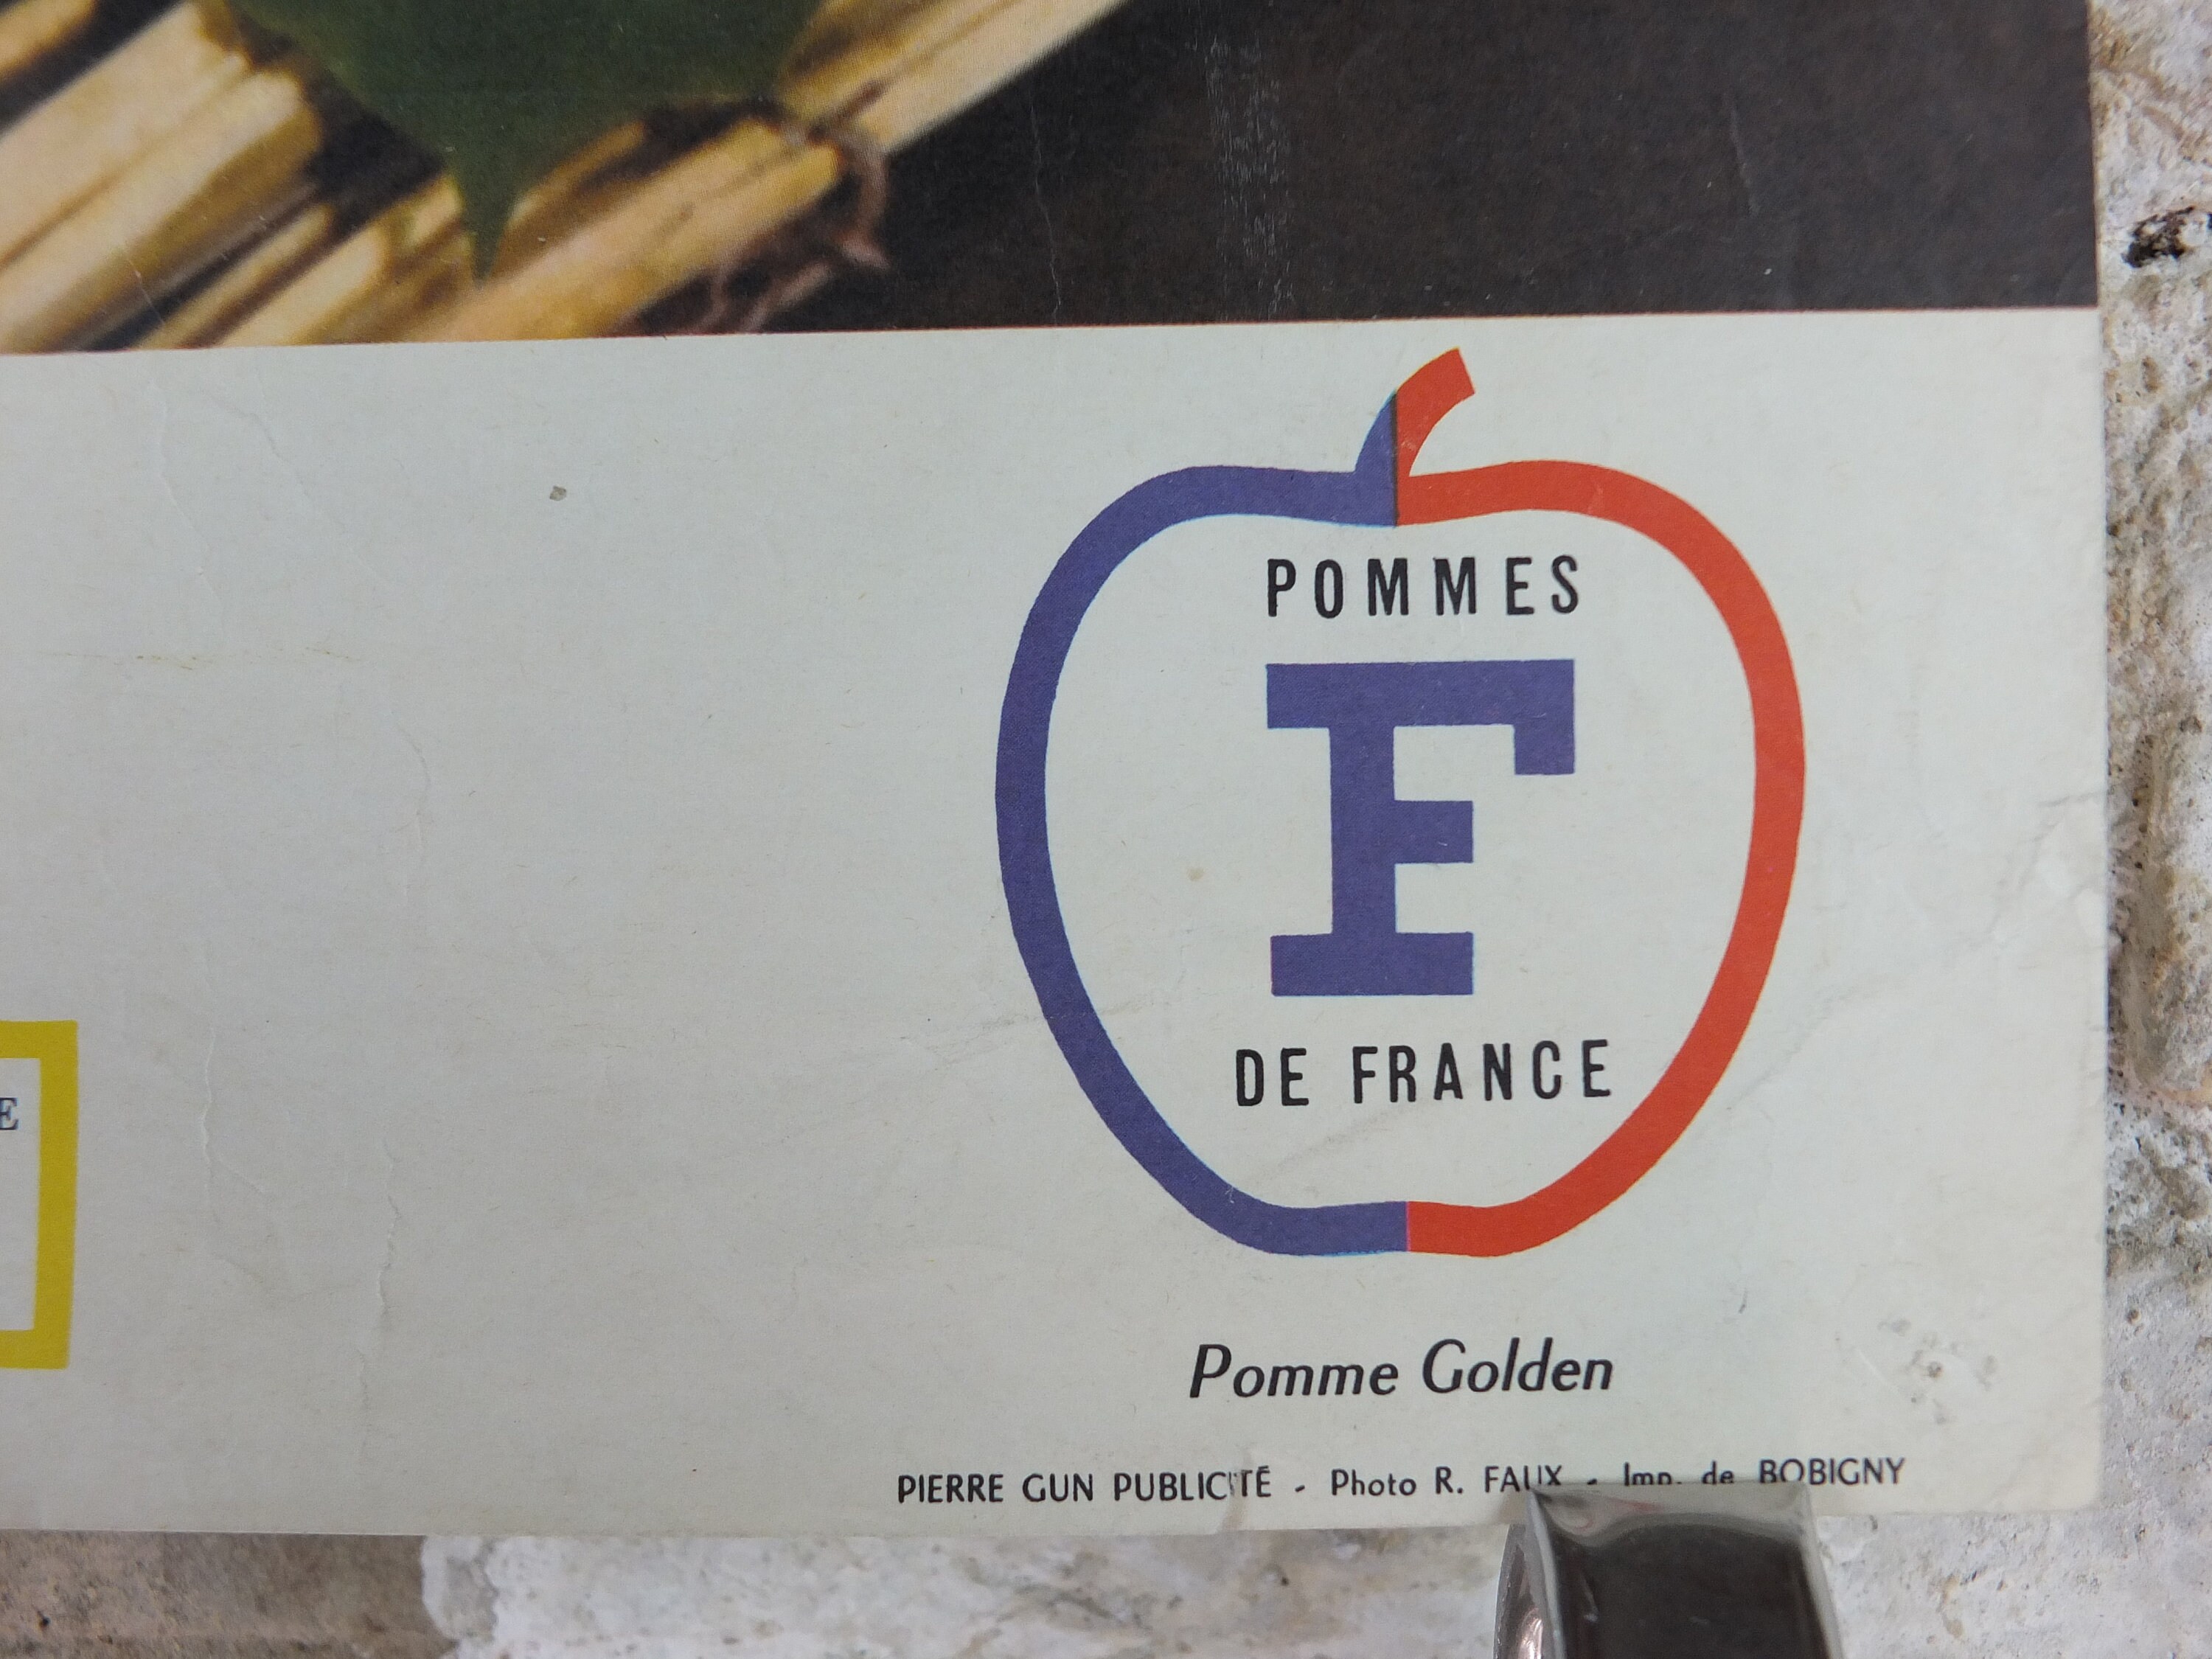 POMMES
F
DE FRANCE
E
Pomme Golden
PIERRE GUN PUBLICITÉ - Photo R. FAUX - Imp. de BOBIGNY